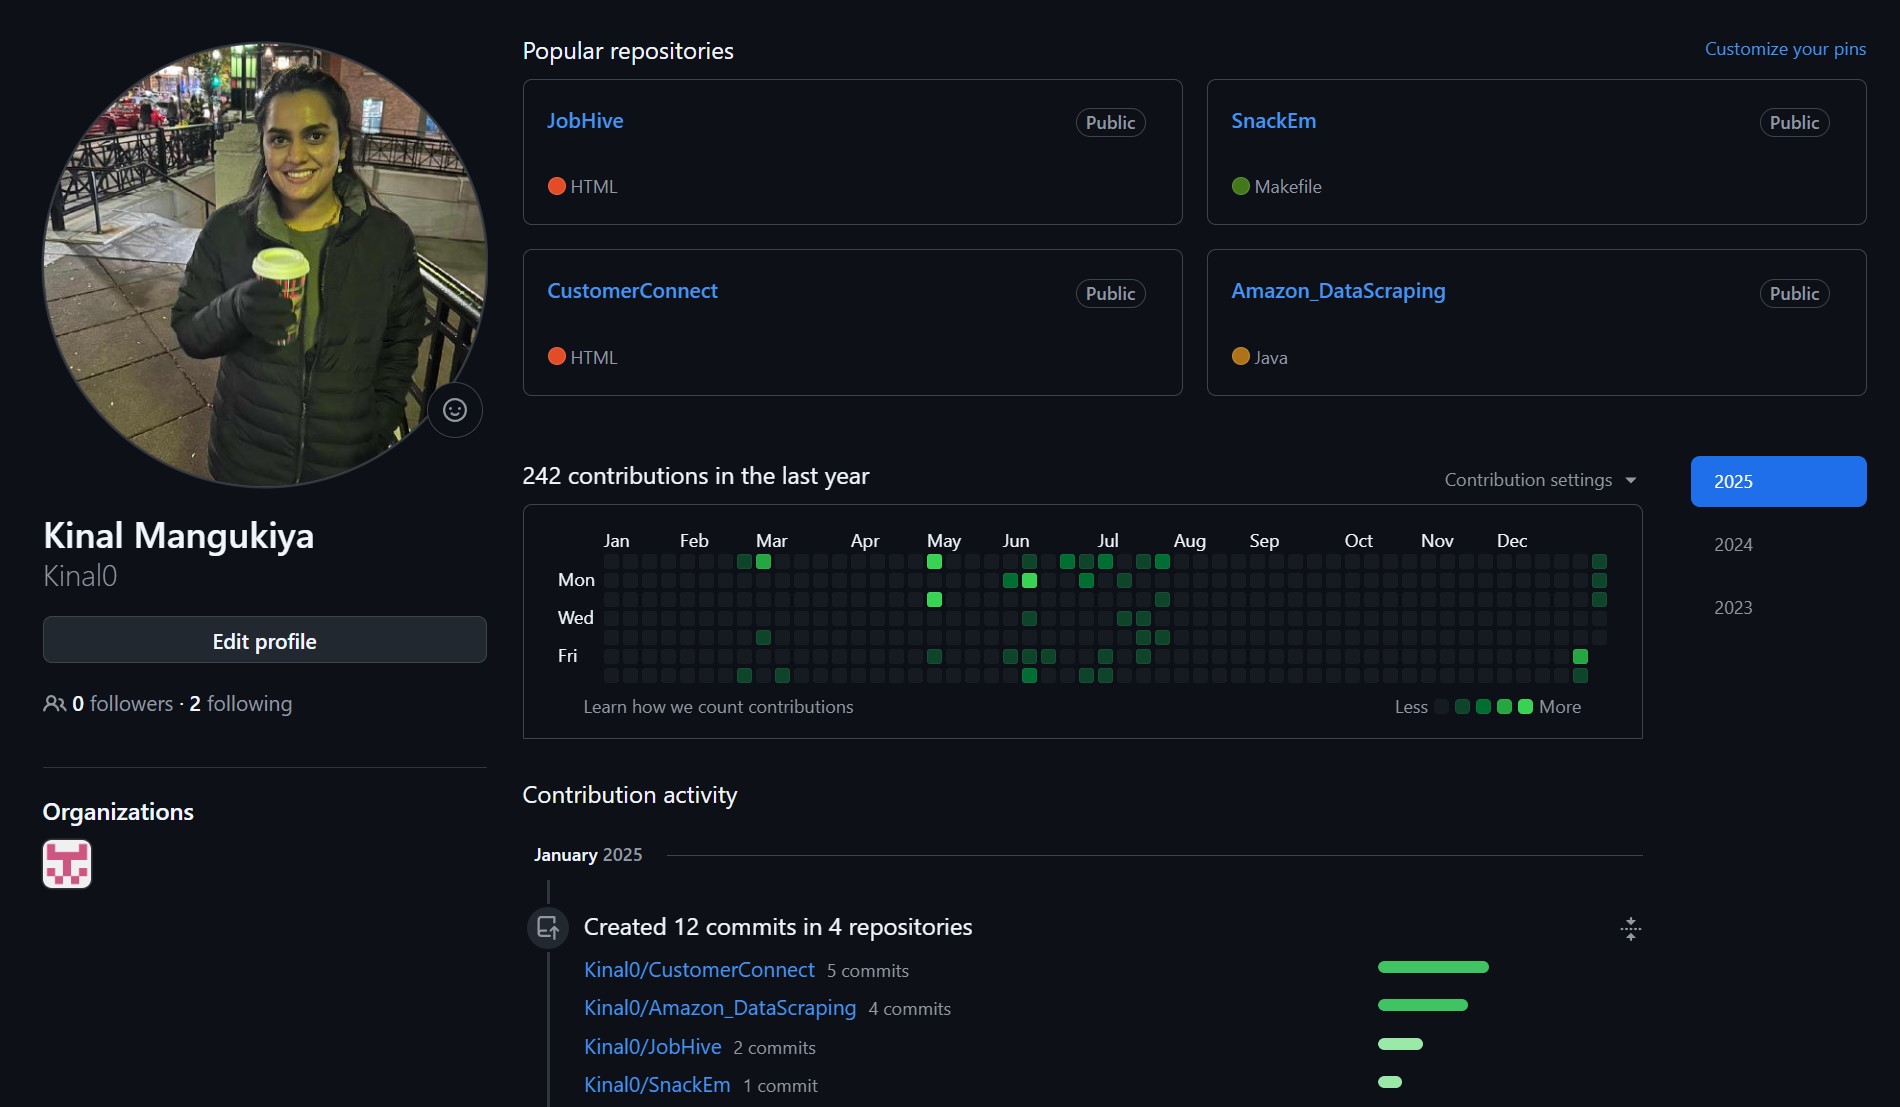 Kinal Mangukiya
Kinal0
Edit profile
0 followers · 2 following
Organizations
Popular repositories
Customize your pins
JobHive
Public
HTML
SnackEm
Public
Makefile
CustomerConnect
Public
HTML
Amazon_DataScraping
Public
Java
242 contributions in the last year
Contribution settings
2025
2024
2023
Jan Feb Mar Apr May Jun Jul Aug Sep Oct Nov Dec
Mon
Wed
Fri
Learn how we count contributions
Less More
Contribution activity
January 2025
Created 12 commits in 4 repositories
Kinal0/CustomerConnect 5 commits
Kinal0/Amazon_DataScraping 4 commits
Kinal0/JobHive 2 commits
Kinal0/SnackEm 1 commit